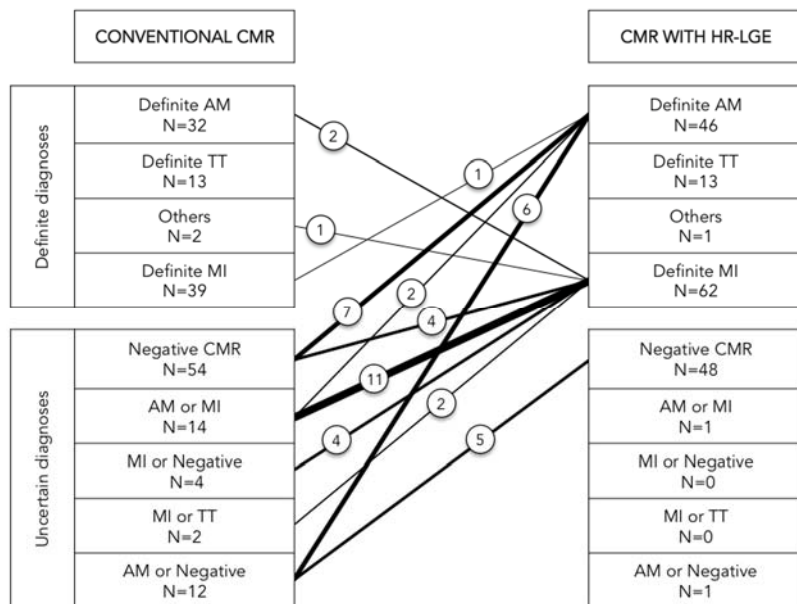 CONVENTIONAL CMR
CMR WITH HR-LGE
Definite diagnoses
Definite AM
N=32
Definite TT
N=13
Others
N=2
Definite MI
N=39
Uncertain diagnoses
Negative CMR
N=54
AM or MI
N=14
MI or Negative
N=4
MI or TT
N=2
AM or Negative
N=12
2
1
6
1
7
2
4
11
2
4
5
Definite AM
N=46
Definite TT
N=13
Others
N=1
Definite MI
N=62
Negative CMR
N=48
AM or MI
N=1
MI or Negative
N=0
MI or TT
N=0
AM or Negative
N=1